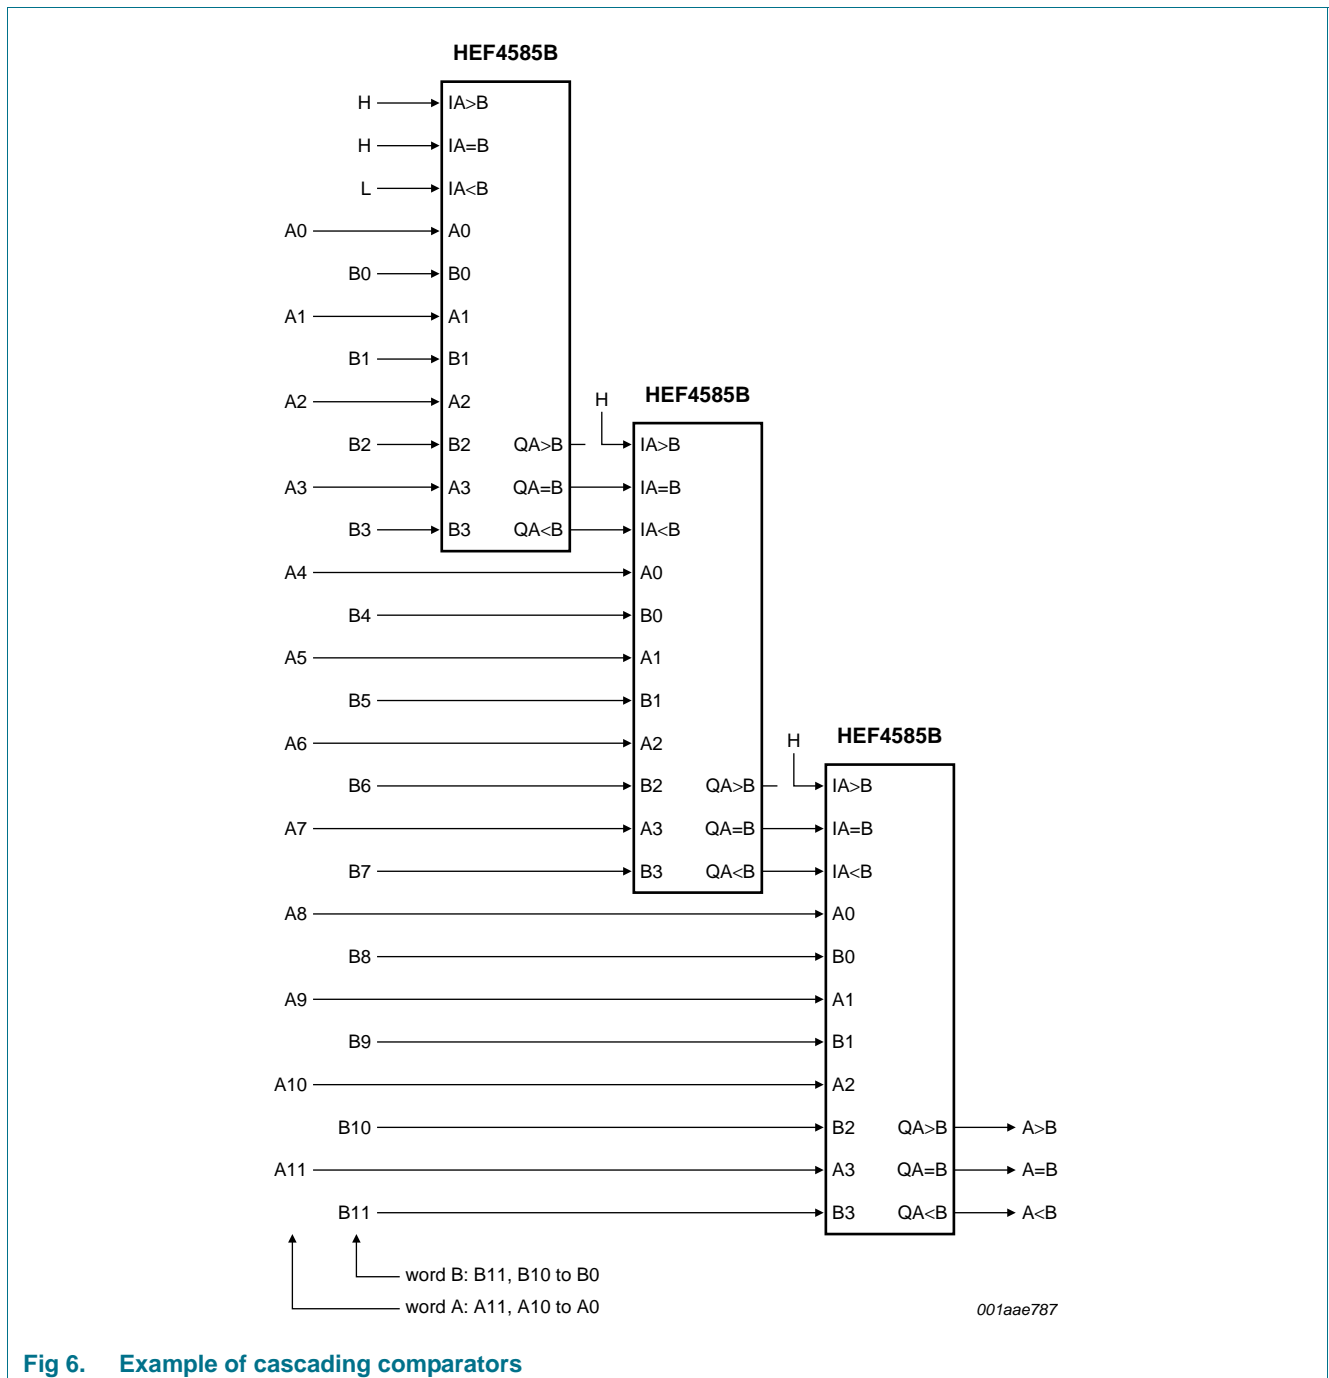 HEF4585B
H IA>B
H IA=B
L IA<B
A0 A0
B0 B0
A1 A1
B1 B1
A2 A2
B2 B2 QA>B
A3 A3 QA=B
B3 B3 QA<B
HEF4585B
H IA>B
IA=B
IA<B
A4 A0
B4 B0
A5 A1
B5 B1
A6 A2
B6 B2 QA>B
A7 A3 QA=B
B7 B3 QA<B
HEF4585B
H IA>B
IA=B
IA<B
A8 A0
B8 B0
A9 A1
B9 B1
A10 A2
B10 B2 QA>B A>B
A11 A3 QA=B A=B
B11 B3 QA<B A<B
word B: B11, B10 to B0
word A: A11, A10 to A0
001aae787
Fig 6. Example of cascading comparators